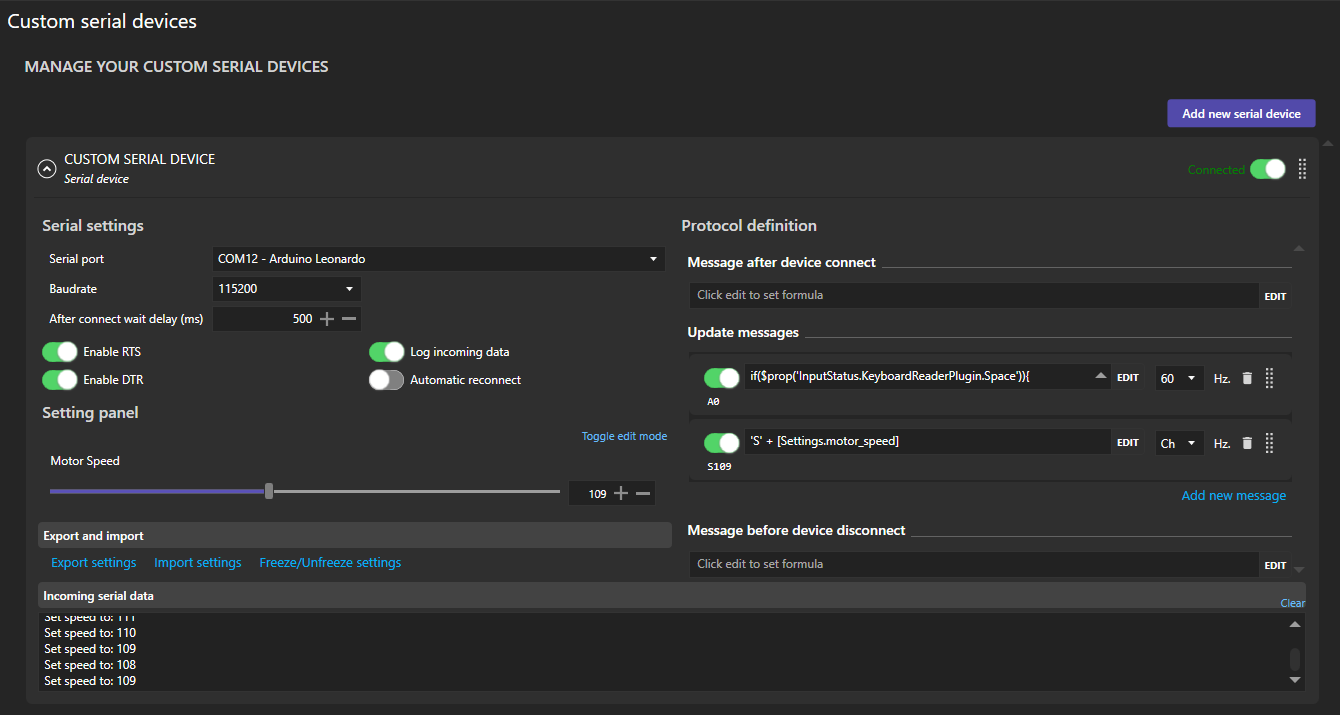 Custom serial devices
MANAGE YOUR CUSTOM SERIAL DEVICES
Add new serial device
CUSTOM SERIAL DEVICE
Serial device
Connected
Serial settings
Serial port
COM12 - Arduino Leonardo
Baudrate
115200
After connect wait delay (ms)
500
Enable RTS
Log incoming data
Enable DTR
Automatic reconnect
Setting panel
Toggle edit mode
Motor Speed
109
Export and import
Export settings Import settings Freeze/Unfreeze settings
Protocol definition
Message after device connect
Click edit to set formula
EDIT
Update messages
if($prop('InputStatus.KeyboardReaderPlugin.Space')){
EDIT
60
Hz.
A0
'S' + [Settings.motor_speed]
EDIT
Ch
Hz.
S109
Add new message
Message before device disconnect
Click edit to set formula
EDIT
Incoming serial data
Clear
Set speed to: 111
Set speed to: 110
Set speed to: 109
Set speed to: 108
Set speed to: 109